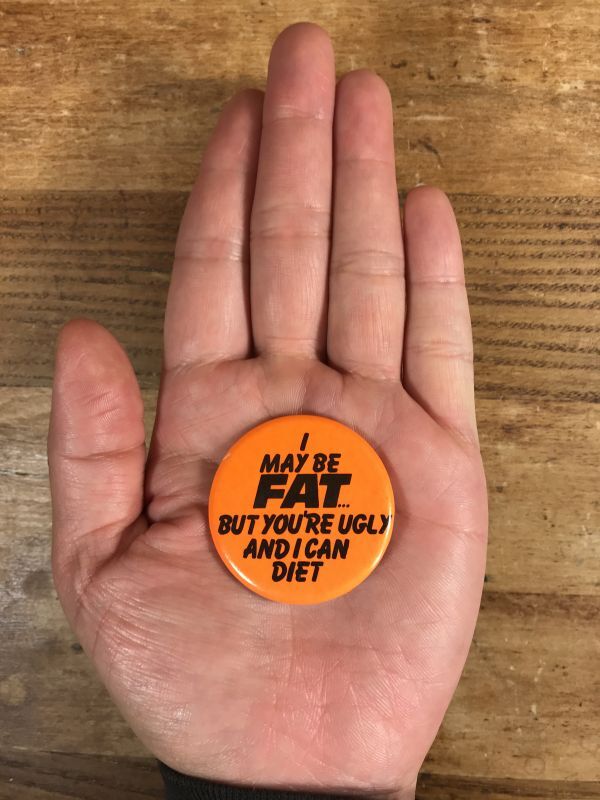 I
MAY BE
FAT...
BUT YOU'RE UGLY
AND I CAN
DIET